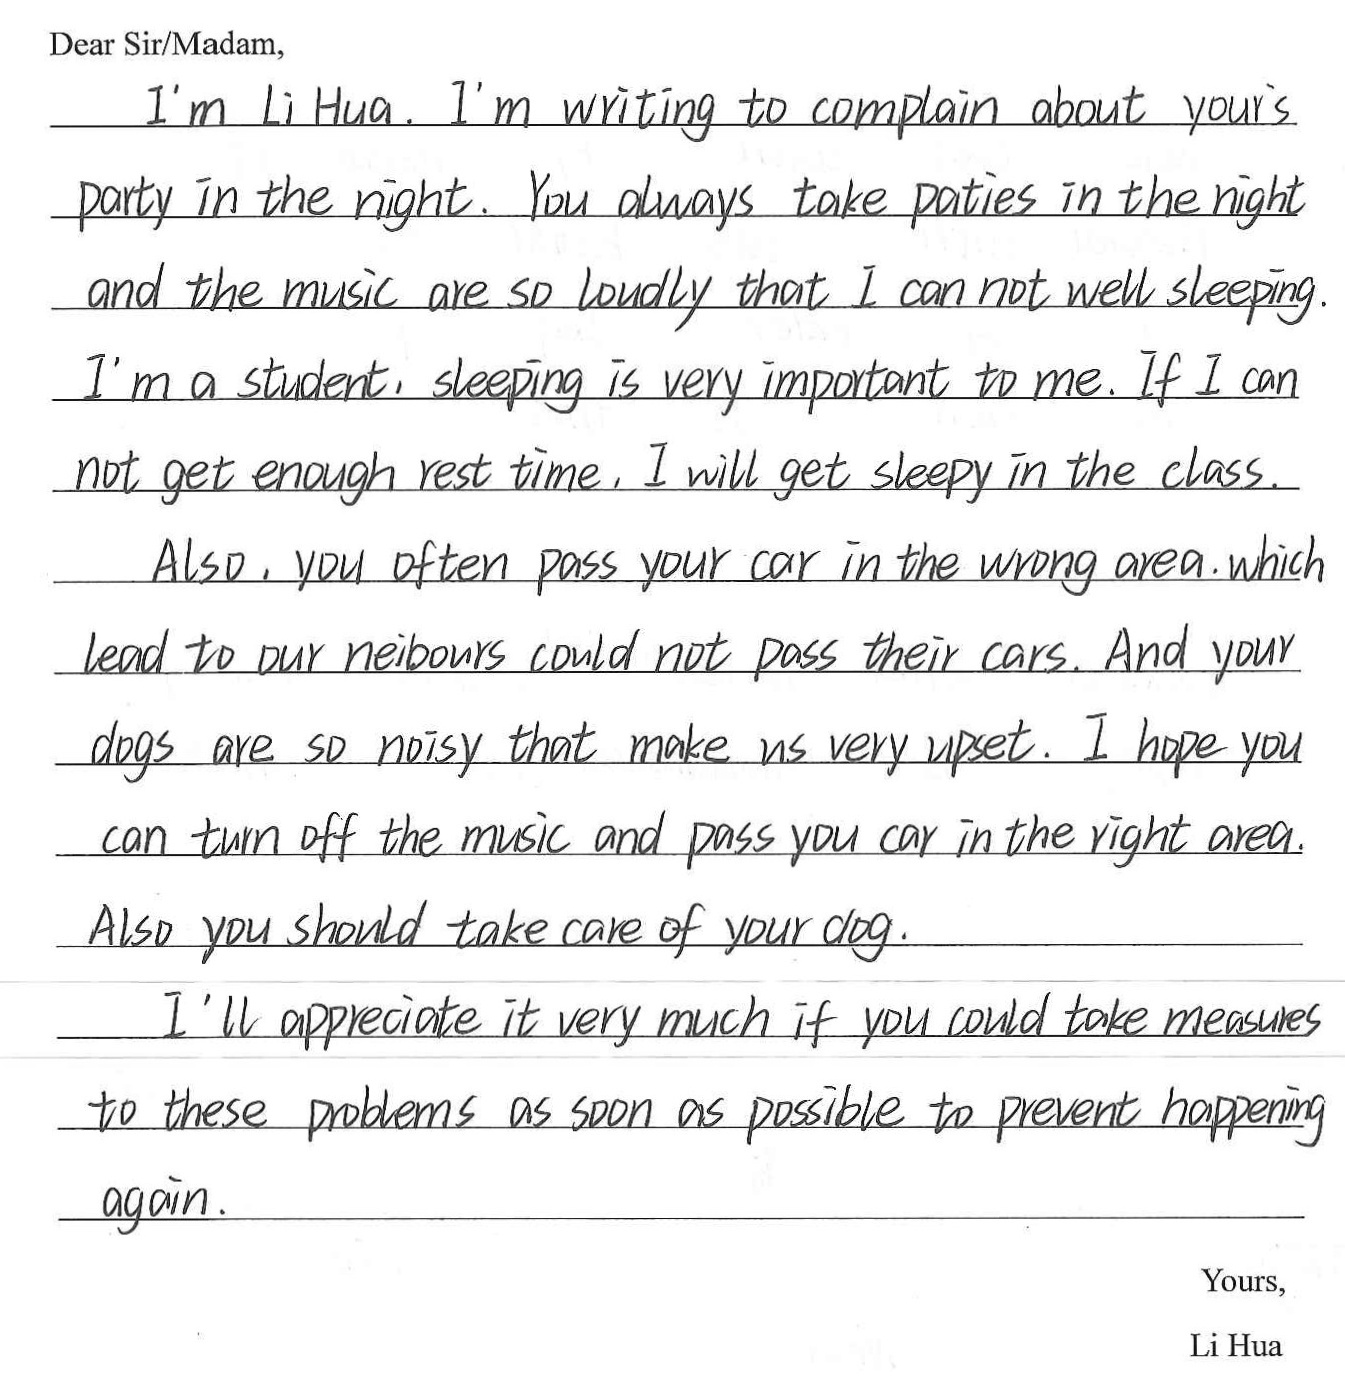 Dear Sir/Madam,
I'm Li Hua. I'm writing to complain about your's
party in the night. You always take paties in the night
and the music are so loudly that I can not well sleeping.
I'm a student, sleeping is very important to me. If I can
not get enough rest time, I will get sleepy in the class.
Also, you often pass your car in the wrong area. which
lead to our neibours could not pass their cars. And your
dogs are so noisy that make us very upset. I hope you
can turn off the music and pass you car in the right area.
Also you should take care of your dog.
I'll appreciate it very much if you could take measures
to these problems as soon as possible to prevent happening
again.
Yours,
Li Hua